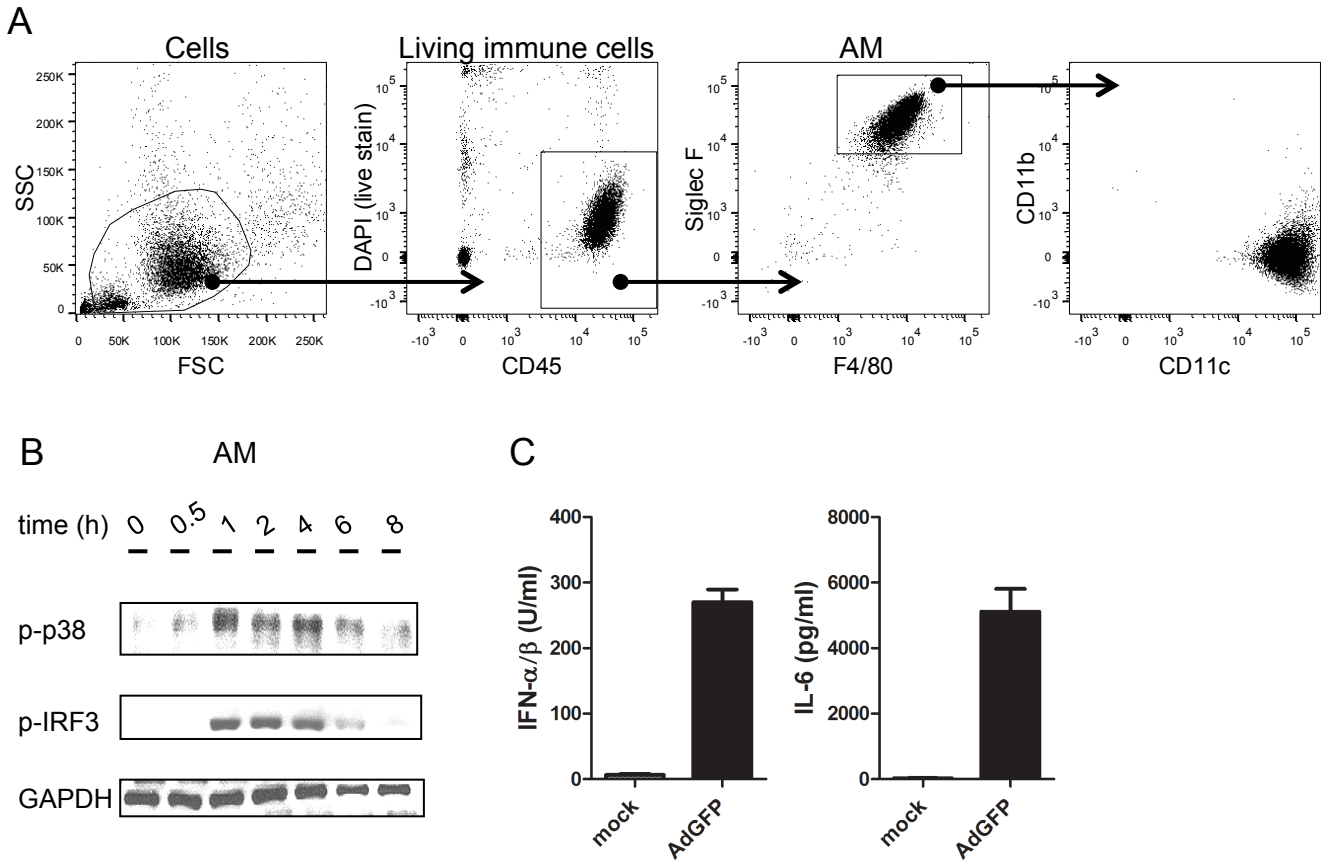 A
Cells
Living immune cells
AM
SSC
250K
200K
150K
100K
50K
0
0 50K 100K 150K 200K 250K
FSC
DAPI (live stain)
10^5
10^4
10^3
0
-10^3
-10^3 0 10^3 10^4 10^5
CD45
Siglec F
10^5
10^4
10^3
0
-10^3
-10^3 0 10^3 10^4 10^5
F4/80
CD11b
10^5
10^4
10^3
0
-10^3
-10^3 0 10^3 10^4 10^5
CD11c
B
AM
time (h) 0 0.5 1 2 4 6 8
p-p38
p-IRF3
GAPDH
C
IFN-α/β (U/ml)
400
300
200
100
0
mock AdGFP
IL-6 (pg/ml)
8000
6000
4000
2000
0
mock AdGFP